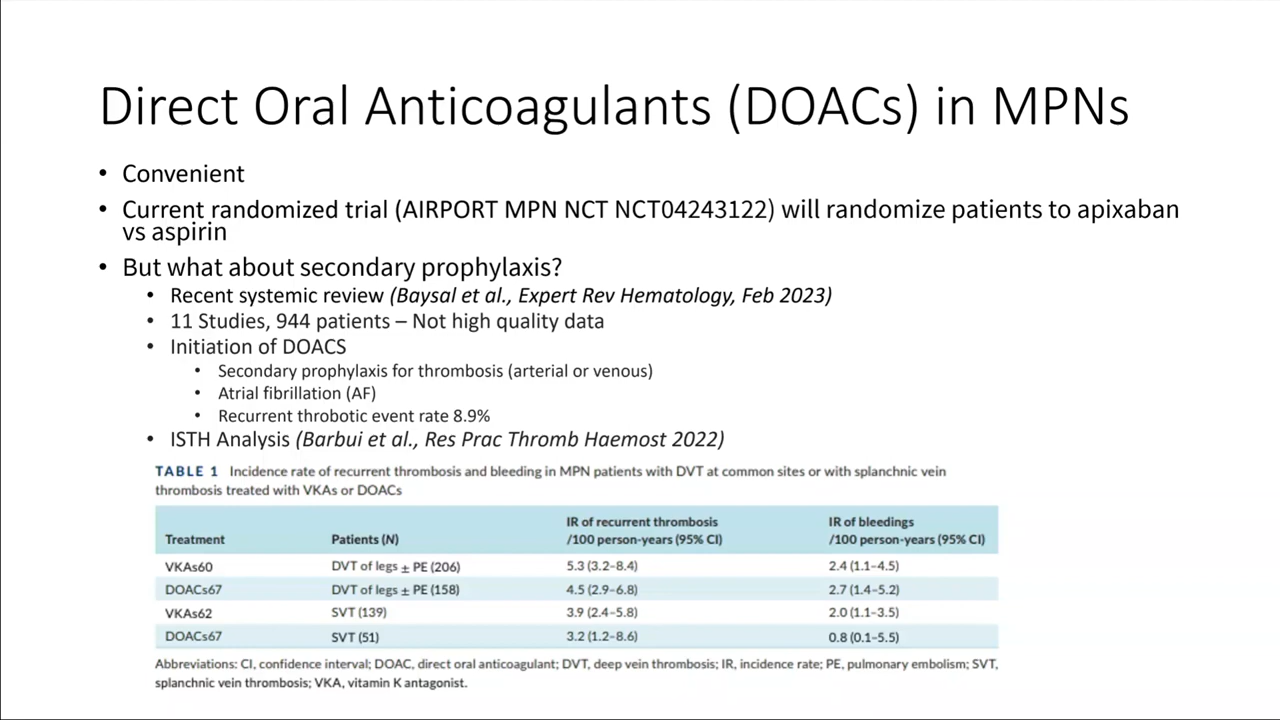 Direct Oral Anticoagulants (DOACs) in MPNs
• Convenient
• Current randomized trial (AIRPORT MPN NCT NCT04243122) will randomize patients to apixaban
vs aspirin
• But what about secondary prophylaxis?
• Recent systemic review (Baysal et al., Expert Rev Hematology, Feb 2023)
• 11 Studies, 944 patients – Not high quality data
• Initiation of DOACS
• Secondary prophylaxis for thrombosis (arterial or venous)
• Atrial fibrillation (AF)
• Recurrent throbotic event rate 8.9%
• ISTH Analysis (Barbui et al., Res Prac Thromb Haemost 2022)
TABLE 1 Incidence rate of recurrent thrombosis and bleeding in MPN patients with DVT at common sites or with splanchnic vein
thrombosis treated with VKAs or DOACs
IR of recurrent thrombosis IR of bleedings
Treatment Patients (N) /100 person-years (95% CI) /100 person-years (95% CI)
VKAs60 DVT of legs ± PE (206) 5.3 (3.2–8.4) 2.4 (1.1–4.5)
DOACs67 DVT of legs ± PE (158) 4.5 (2.9–6.8) 2.7 (1.4–5.2)
VKAs62 SVT (139) 3.9 (2.4–5.8) 2.0 (1.1–3.5)
DOACs67 SVT (51) 3.2 (1.2–8.6) 0.8 (0.1–5.5)
Abbreviations: CI, confidence interval; DOAC, direct oral anticoagulant; DVT, deep vein thrombosis; IR, incidence rate; PE, pulmonary embolism; SVT,
splanchnic vein thrombosis; VKA, vitamin K antagonist.